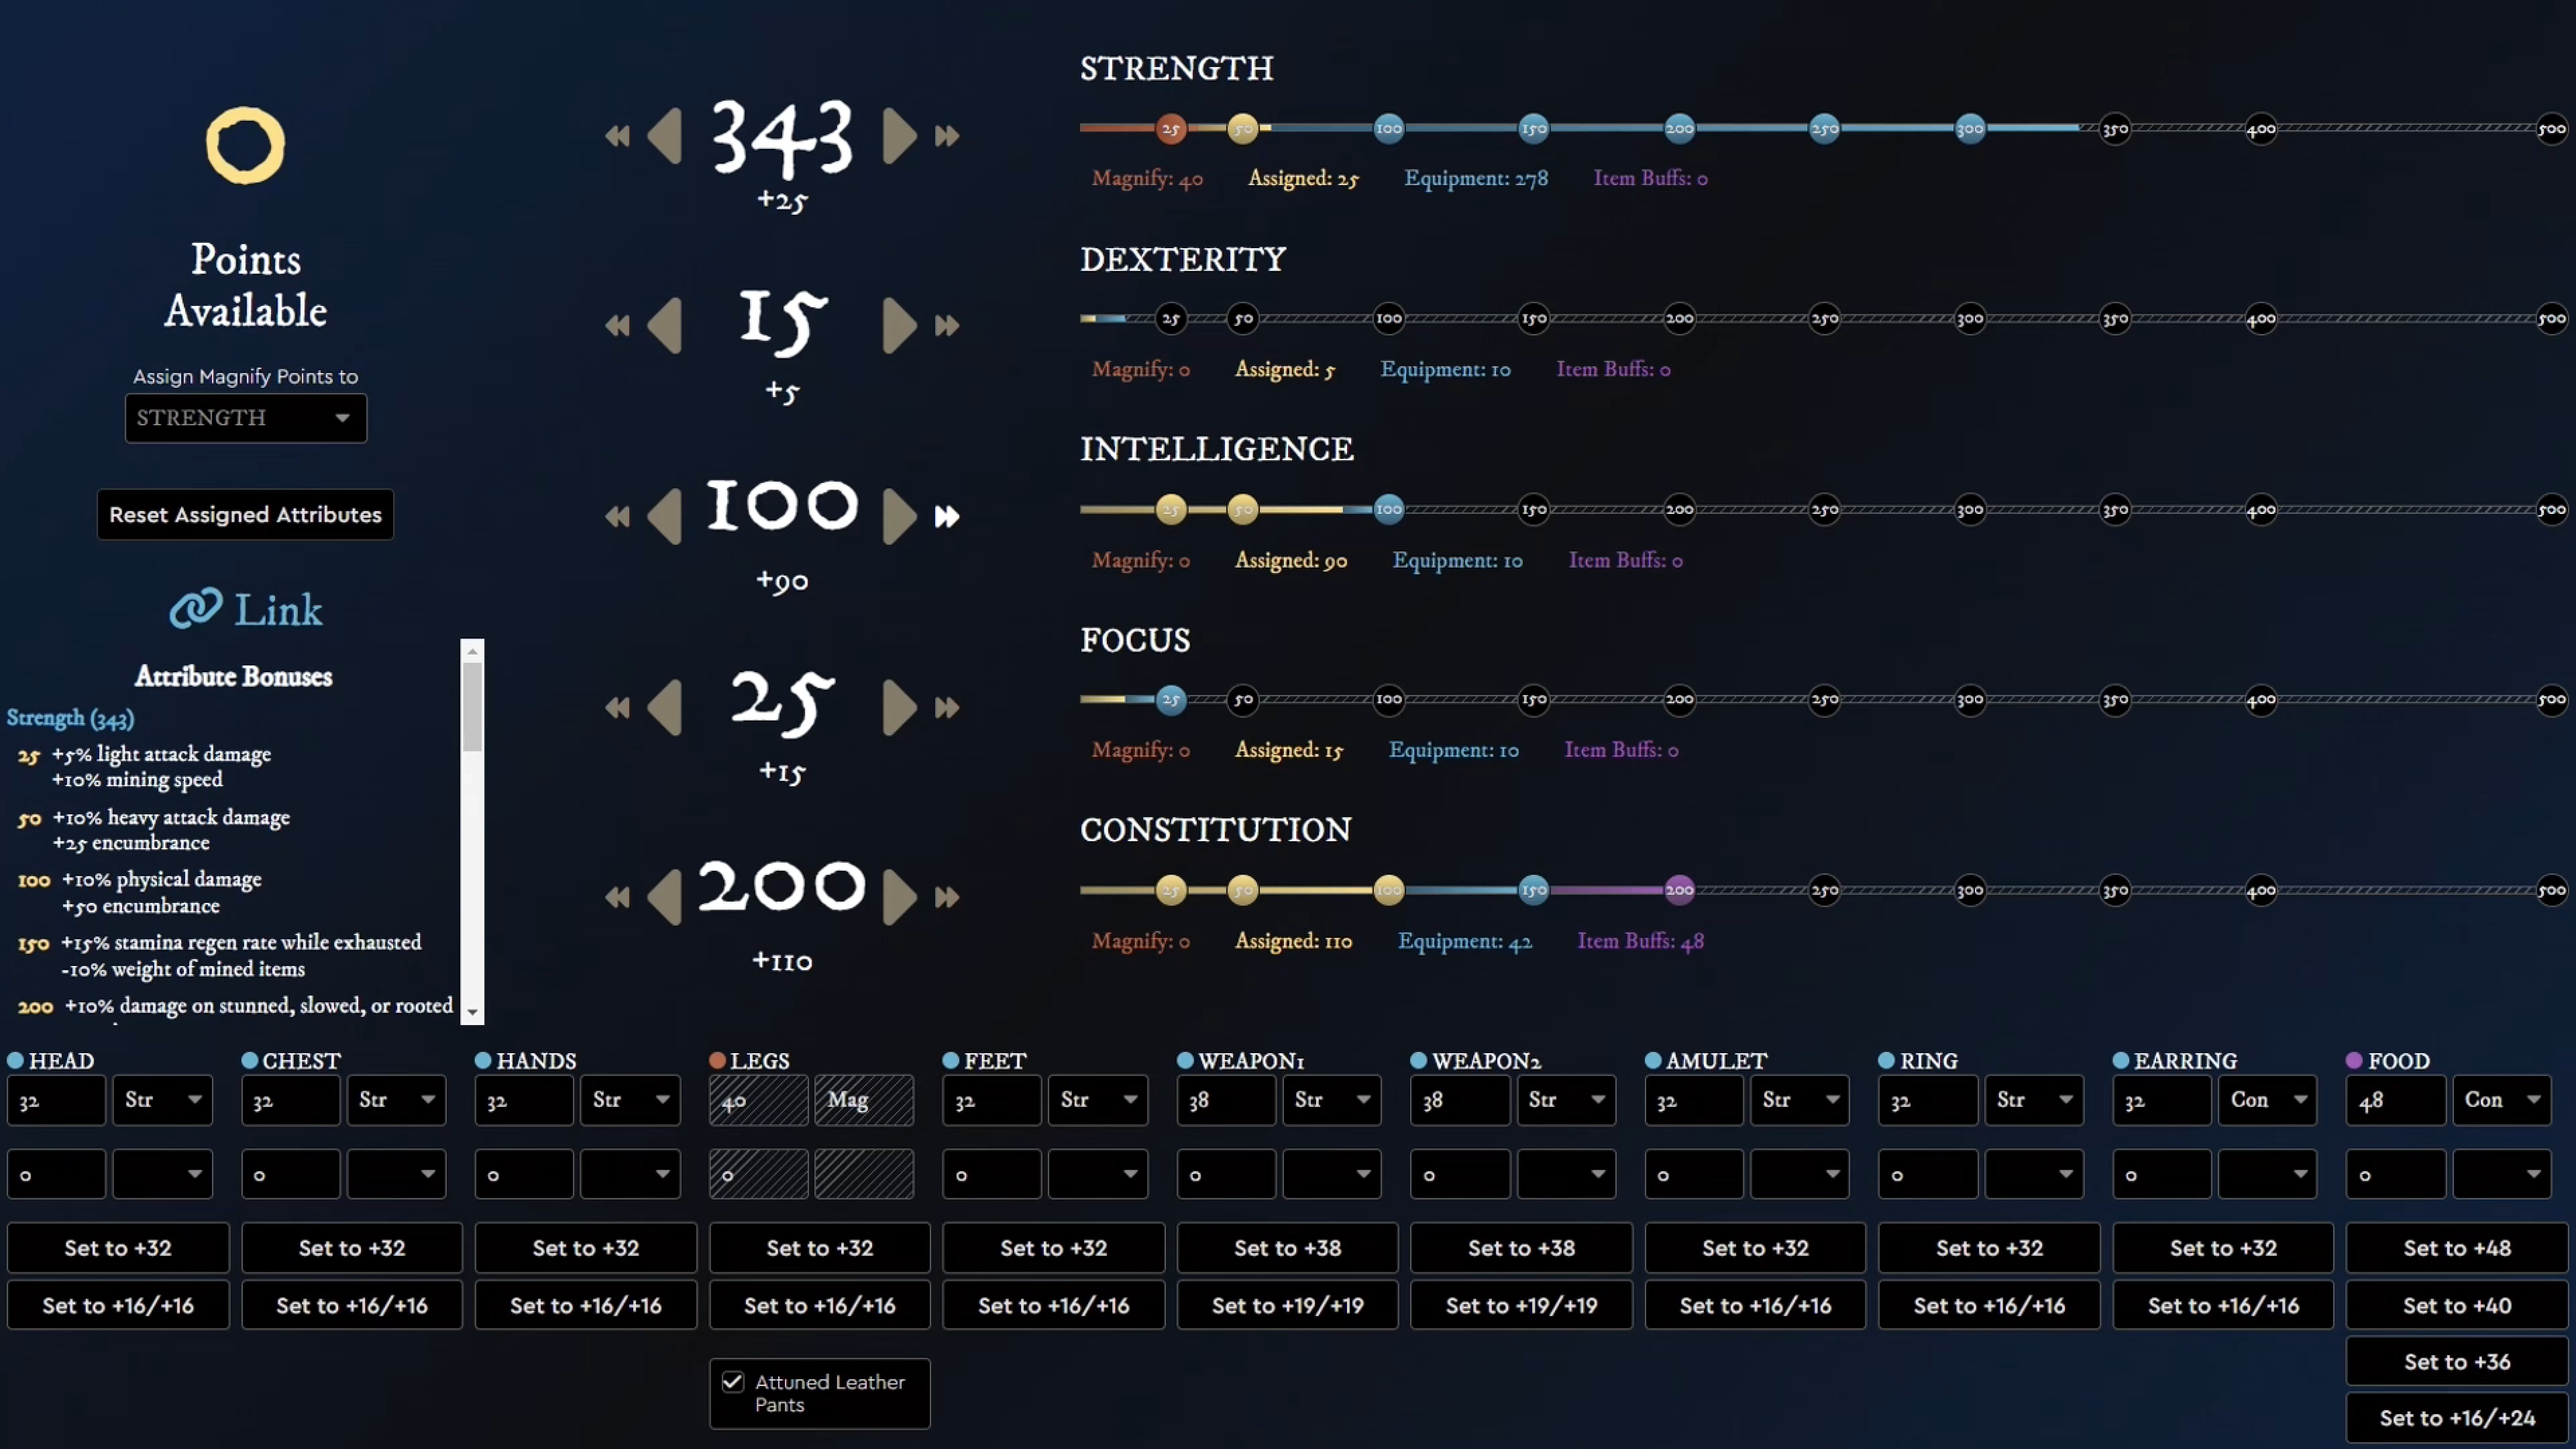 0
Points
Available
Assign Magnify Points to
STRENGTH
Reset Assigned Attributes
Link
Attribute Bonuses
Strength (343)
25 +5% light attack damage
+10% mining speed
50 +10% heavy attack damage
+25 encumbrance
100 +10% physical damage
+50 encumbrance
150 +15% stamina regen rate while exhausted
-10% weight of mined items
200 +10% damage on stunned, slowed, or rooted
343
+25
15
+5
100
+90
25
+15
200
+110
STRENGTH
25 50 100 150 200 250 300 350 400 500
Magnify: 40 Assigned: 25 Equipment: 278 Item Buffs: 0
DEXTERITY
25 50 100 150 200 250 300 350 400 500
Magnify: 0 Assigned: 5 Equipment: 10 Item Buffs: 0
INTELLIGENCE
25 50 100 150 200 250 300 350 400 500
Magnify: 0 Assigned: 90 Equipment: 10 Item Buffs: 0
FOCUS
25 50 100 150 200 250 300 350 400 500
Magnify: 0 Assigned: 15 Equipment: 10 Item Buffs: 0
CONSTITUTION
25 50 100 150 200 250 300 350 400 500
Magnify: 0 Assigned: 110 Equipment: 42 Item Buffs: 48
HEAD CHEST HANDS LEGS FEET WEAPON1 WEAPON2 AMULET RING EARRING FOOD
32 Str 32 Str 32 Str 40 Mag 32 Str 38 Str 38 Str 32 Str 32 Str 32 Con 48 Con
0 0 0 0 0 0 0 0 0 0 0
Set to +32 Set to +32 Set to +32 Set to +32 Set to +32 Set to +38 Set to +38 Set to +32 Set to +32 Set to +32 Set to +48
Set to +16/+16 Set to +16/+16 Set to +16/+16 Set to +16/+16 Set to +16/+16 Set to +19/+19 Set to +19/+19 Set to +16/+16 Set to +16/+16 Set to +16/+16 Set to +40
Set to +36
Attuned Leather
Pants
Set to +16/+24